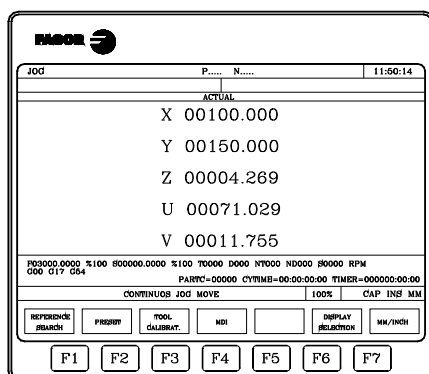 FAGOR
JOG P..... N..... 11:50:14
ACTUAL
X 00100.000
Y 00150.000
Z 00004.269
U 00071.029
V 00011.755
F03000.0000 %100 S00000.0000 %100 T0000 D000 NT000 ND000 S0000 RPM
G00 G17 G54
PARTC=00000 CYTIME=00:00:00:00 TIMER=000000:00:00
CONTINUOS JOG MOVE 100% CAP INS MM
REFERENCE SEARCH PRESET TOOL CALIBRAT. MDI DISPLAY SELECTION MM/INCH
F1 F2 F3 F4 F5 F6 F7